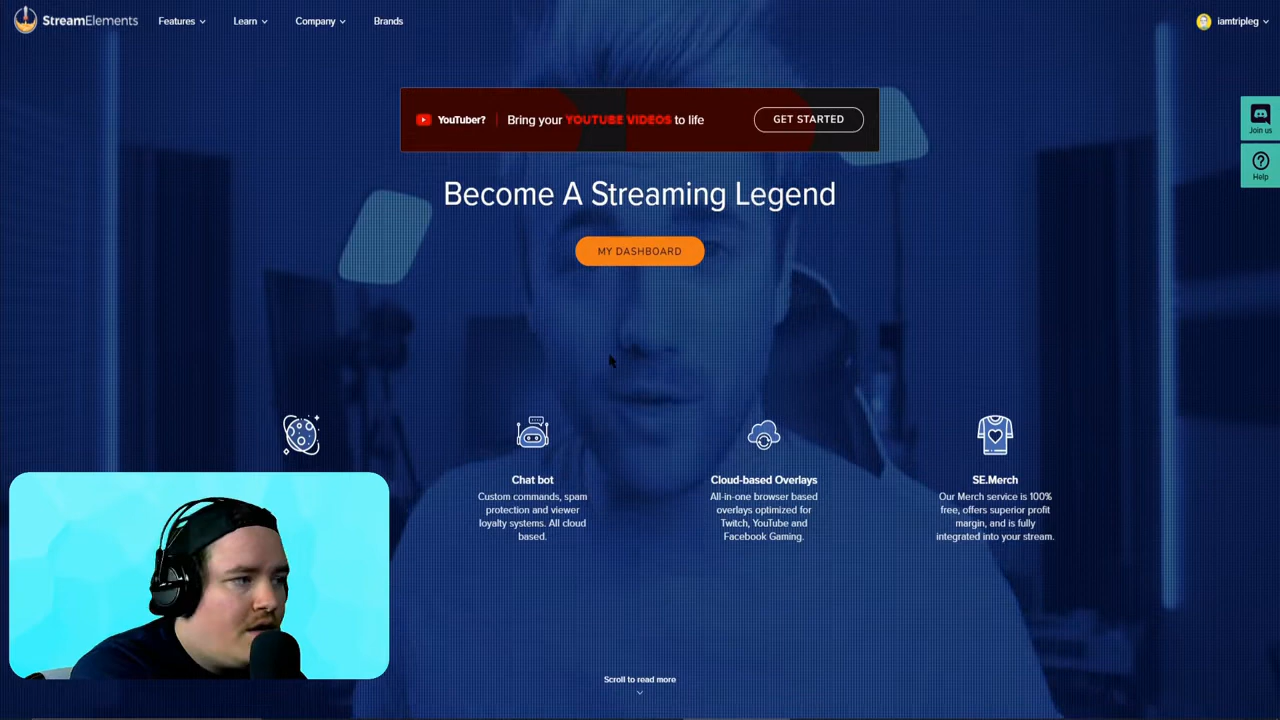 StreamElements
Features
Learn
Company
Brands
iamtripleg
YouTuber?
Bring your YOUTUBE VIDEOS to life
GET STARTED
Join us
Help
Become A Streaming Legend
MY DASHBOARD
Chat bot
Custom commands, spam
protection and viewer
loyalty systems. All cloud
based.
Cloud-based Overlays
All-in-one browser based
overlays optimized for
Twitch, YouTube and
Facebook Gaming.
SE.Merch
Our Merch service is 100%
free, offers superior profit
margin, and is fully
integrated into your stream.
Scroll to read more